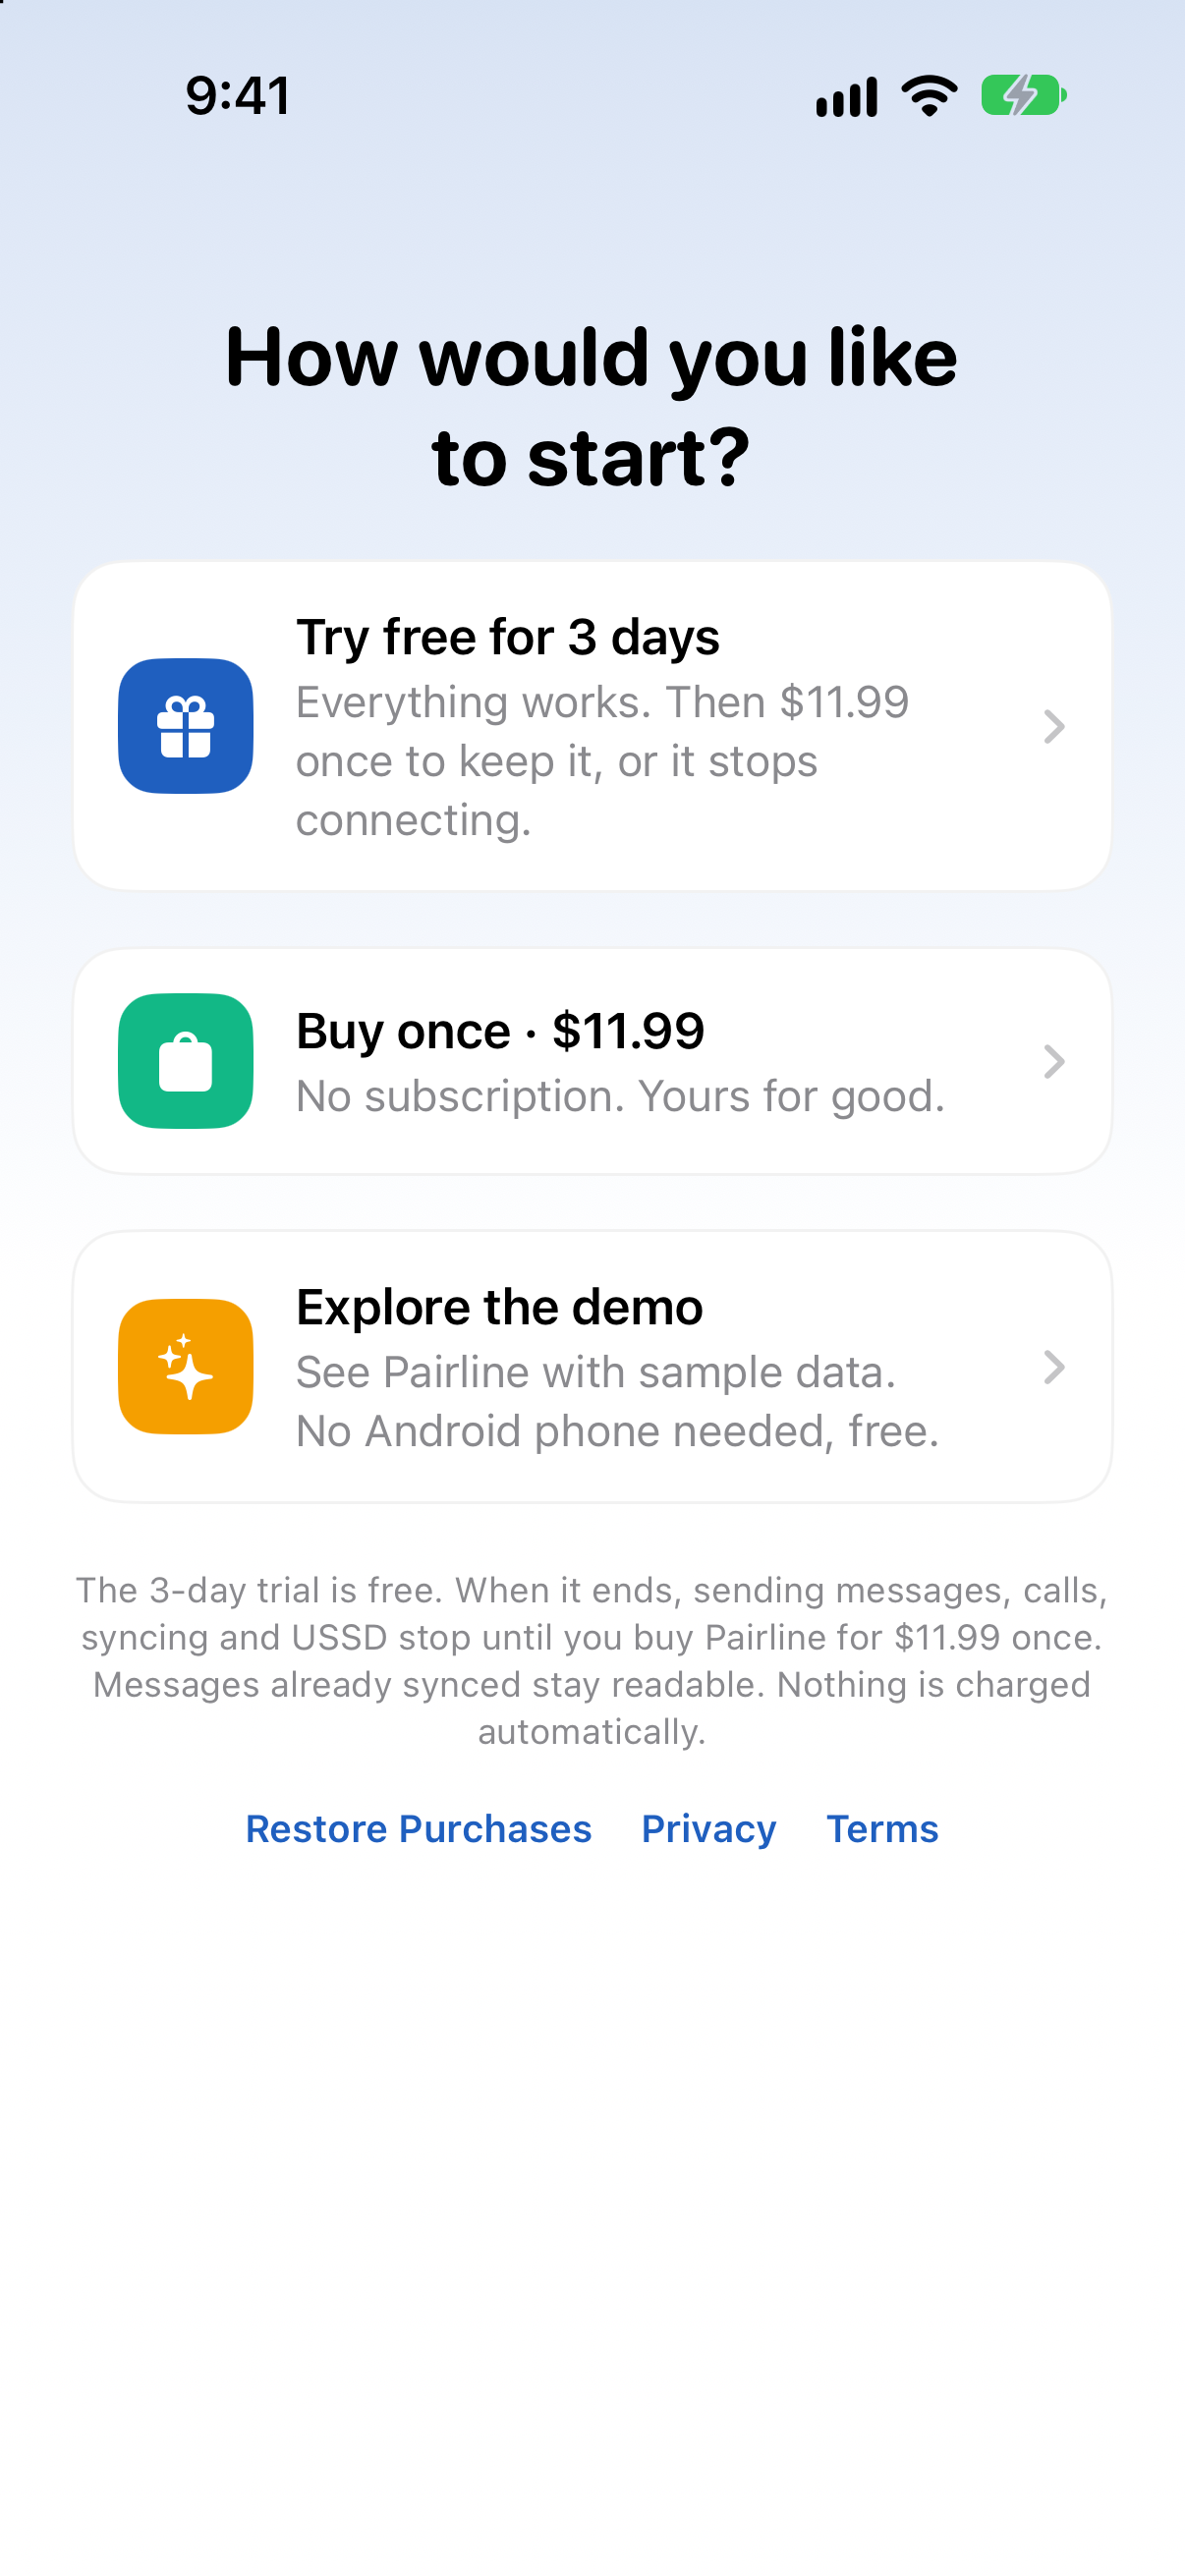 9:41
How would you like
to start?
Try free for 3 days
Everything works. Then $11.99
once to keep it, or it stops
connecting.
Buy once · $11.99
No subscription. Yours for good.
Explore the demo
See Pairline with sample data.
No Android phone needed, free.
The 3-day trial is free. When it ends, sending messages, calls,
syncing and USSD stop until you buy Pairline for $11.99 once.
Messages already synced stay readable. Nothing is charged
automatically.
Restore Purchases Privacy Terms